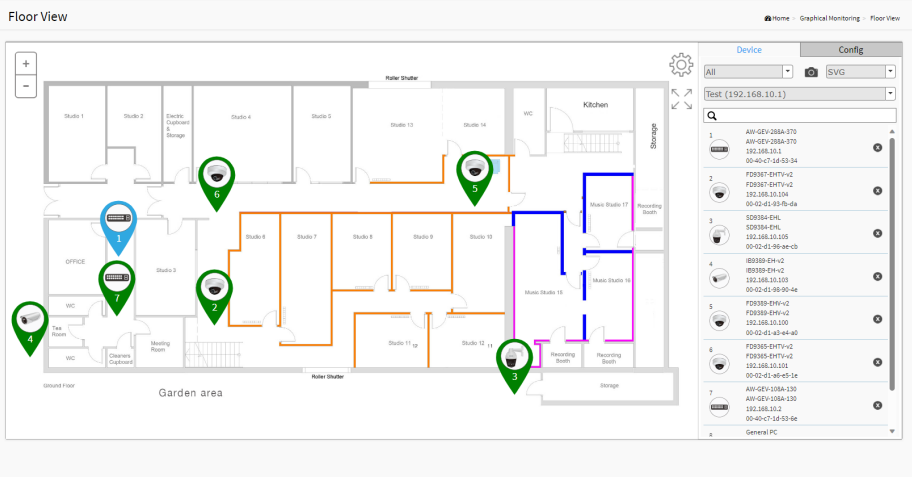 Floor View
Home > Graphical Monitoring > Floor View
+
−
Device
Config
All
SVG
Test (192.168.10.1)
Roller Shutter
Studio 1
Studio 2
Electric
Cupboard
&
Storage
Studio 4
Studio 5
Studio 13
Studio 14
WC
Kitchen
Storage
6
5
Music Studio 17
Recording
Booth
1
OFFICE
Studio 3
Studio 6
Studio 7
Studio 8
Studio 9
Studio 10
7
2
Music Studio 15
Music Studio 16
4
WC
Tea
Room
WC
Cleaners
Cupboard
Meeting
Room
Studio 11
12
Studio 12
11
Recording
Booth
Recording
Booth
3
Roller Shutter
Ground Floor
Garden area
Storage
1
AW-GEV-268A-370
AW-GEV-268A-370
192.168.10.1
00-40-c7-1d-53-34
2
FD9367-EHTV-v2
FD9367-EHTV-v2
192.168.10.104
00-02-d1-93-fb-da
3
SD9384-EHL
SD9384-EHL
192.168.10.105
00-02-d1-96-ae-cb
4
IB9389-EH-v2
IB9389-EH-v2
192.168.10.103
00-02-d1-98-90-4e
5
FD9389-EHV-v2
FD9389-EHTV-v2
192.168.10.100
00-02-d1-a3-e4-a0
6
FD9365-EHTV-v2
FD9365-EHTV-v2
192.168.10.101
00-02-d1-a6-e5-1e
7
AW-GEV-108A-130
AW-GEV-108A-130
192.168.10.2
00-40-c7-1d-53-6e
General PC